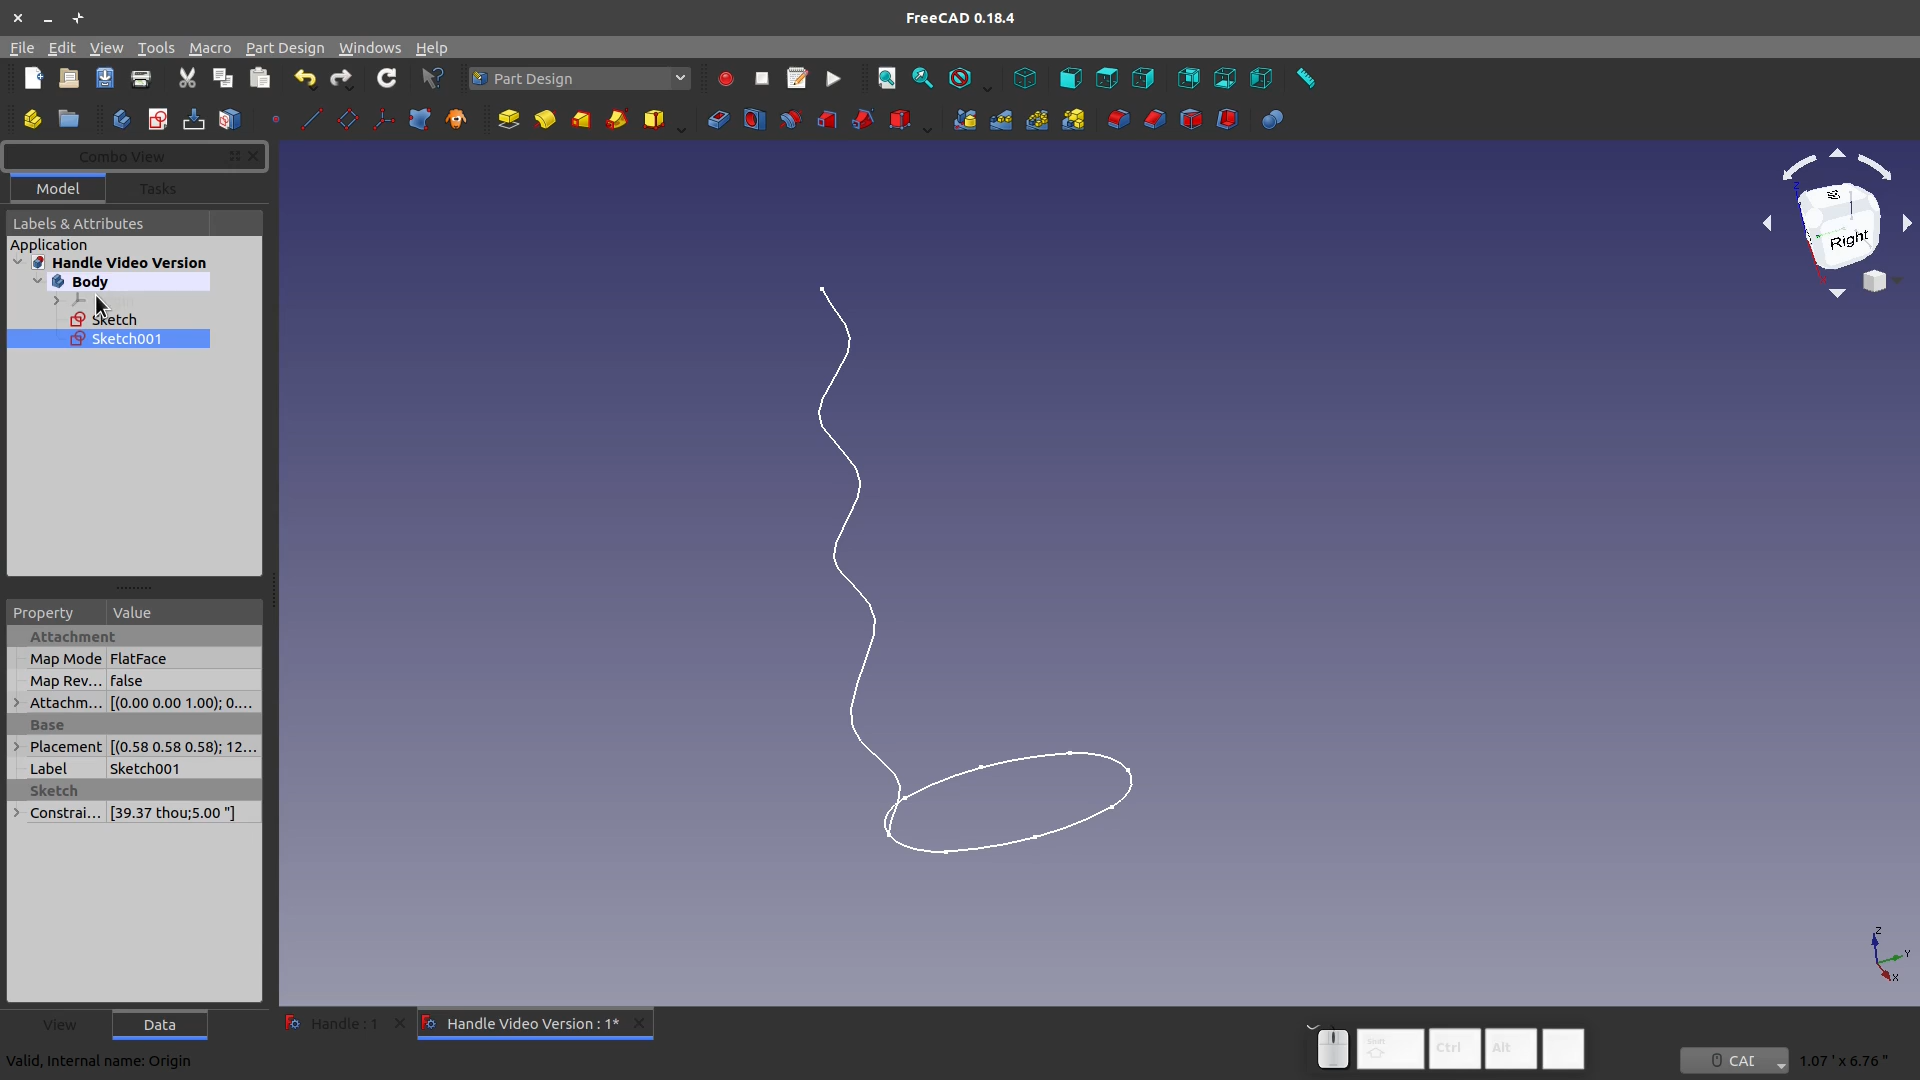 FreeCAD 0.18.4
File Edit View Tools Macro Part Design Windows Help
Part Design
Combo View
Model Tasks
Labels & Attributes
Application
Handle Video Version
Body
Sketch
Sketch001
Right
Property Value
Attachment
Map Mode FlatFace
Map Rev... false
Attachm... [(0.00 0.00 1.00); 0....
Base
Placement [(0.58 0.58 0.58); 12...
Label Sketch001
Sketch
Constrai... [39.37 thou;5.00 "]
Z
Y
X
View Data
Handle : 1
Handle Video Version : 1*
Shift
Ctrl
Alt
Valid, Internal name: Origin
CAD
1.07 ' x 6.76 "